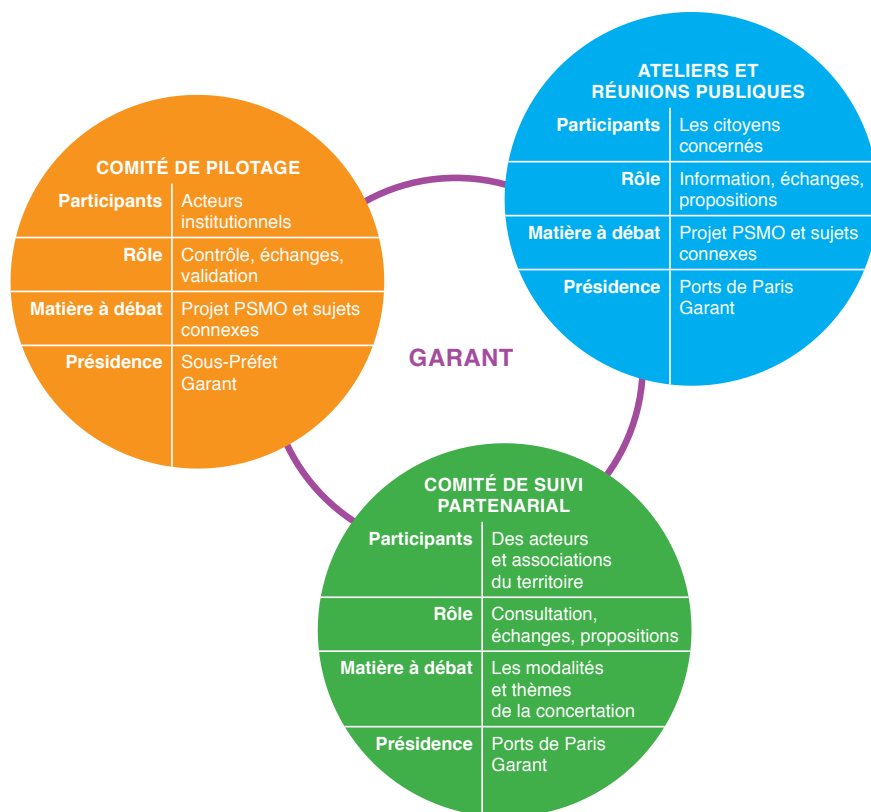 COMITÉ DE PILOTAGE
Participants Acteurs
institutionnels
Rôle Contrôle, échanges,
validation
Matière à débat Projet PSMO et sujets
connexes
Présidence Sous-Préfet
Garant
ATELIERS ET
RÉUNIONS PUBLIQUES
Participants Les citoyens
concernés
Rôle Information, échanges,
propositions
Matière à débat Projet PSMO et sujets
connexes
Présidence Ports de Paris
Garant
GARANT
COMITÉ DE SUIVI
PARTENARIAL
Participants Des acteurs
et associations
du territoire
Rôle Consultation,
échanges, propositions
Matière à débat Les modalités
et thèmes
de la concertation
Présidence Ports de Paris
Garant